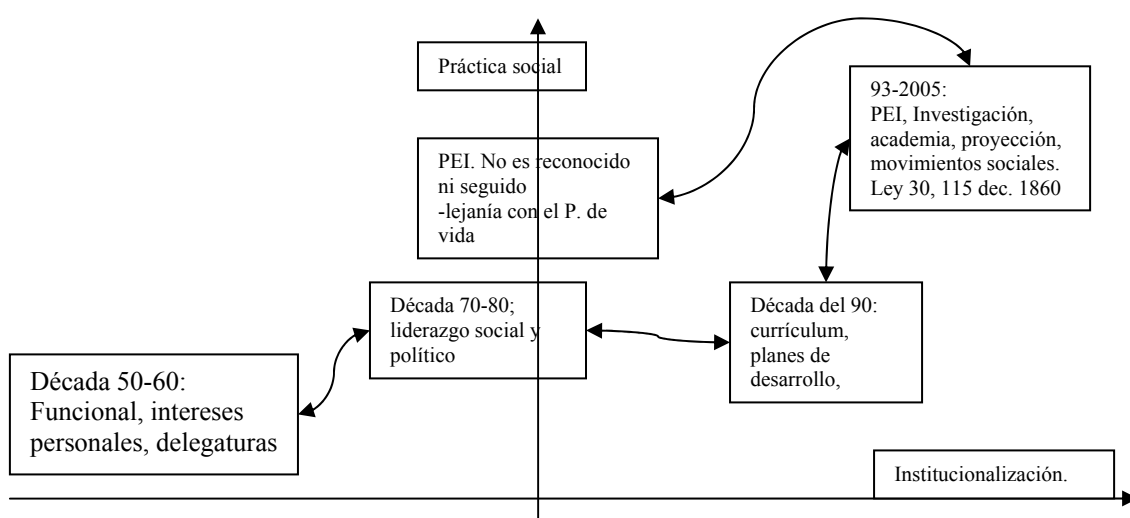 Práctica social
93-2005:
PEI, Investigación,
academia, proyección,
movimientos sociales.
Ley 30, 115 dec. 1860
PEI. No es reconocido
ni seguido
-lejanía con el P. de
vida
Década 70-80;
liderazgo social y
político
Década del 90:
currículum,
planes de
desarrollo,
Década 50-60:
Funcional, intereses
personales, delegaturas
Institucionalización.